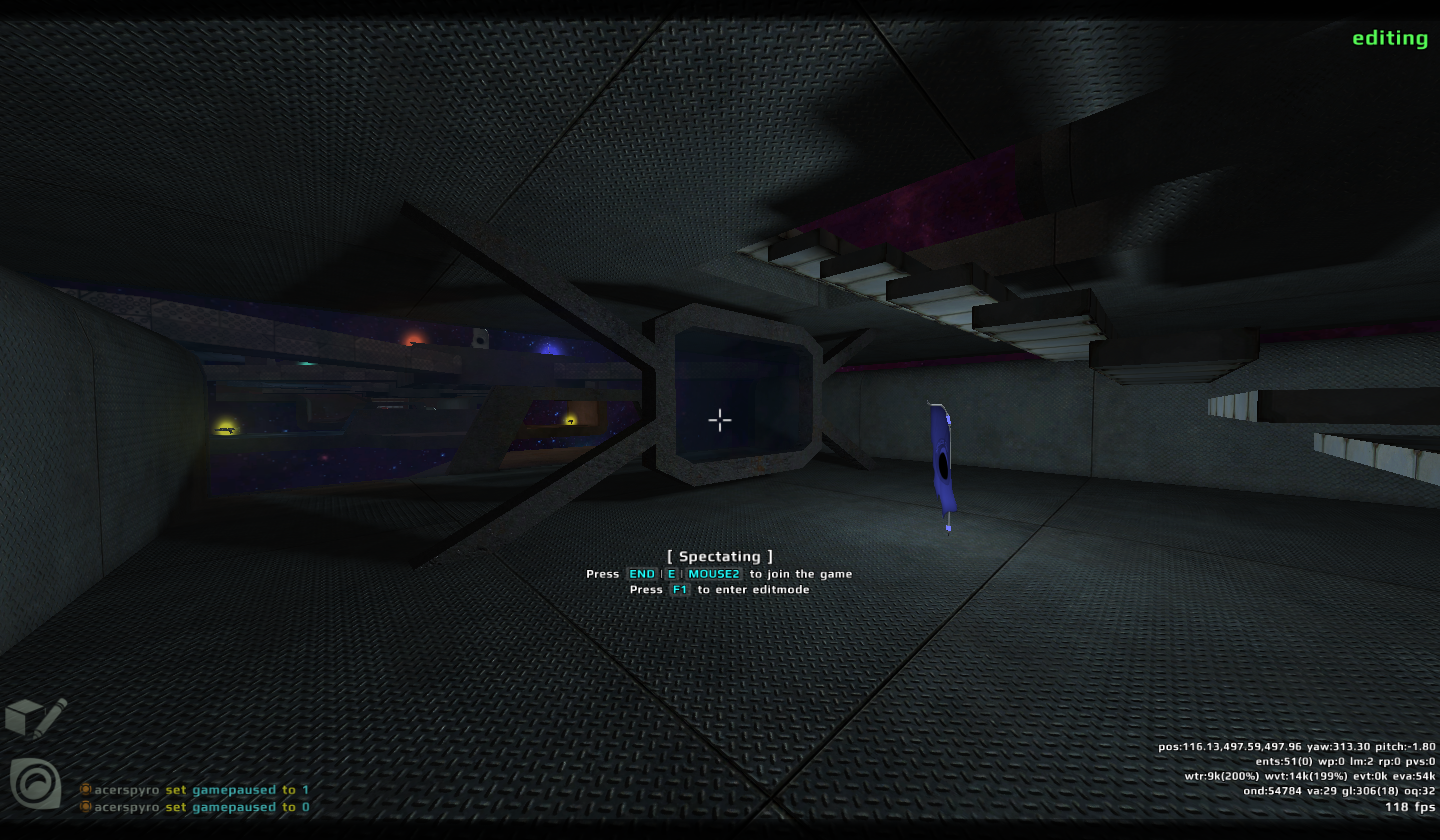 editing
[ Spectating ]
Press END | E | MOUSE2 to join the game
Press F1 to enter editmode
pos:116.13,497.59,497.96 yaw:313.30 pitch:-1.80
ents:51(0) wp:0 lm:2 rp:0 pvs:0
wtr:9k(200%) wvt:14k(199%) evt:0k eva:54k
ond:54784 va:29 gl:306(18) oq:32
118 fps
acerspyro set gamepaused to 1
acerspyro set gamepaused to 0